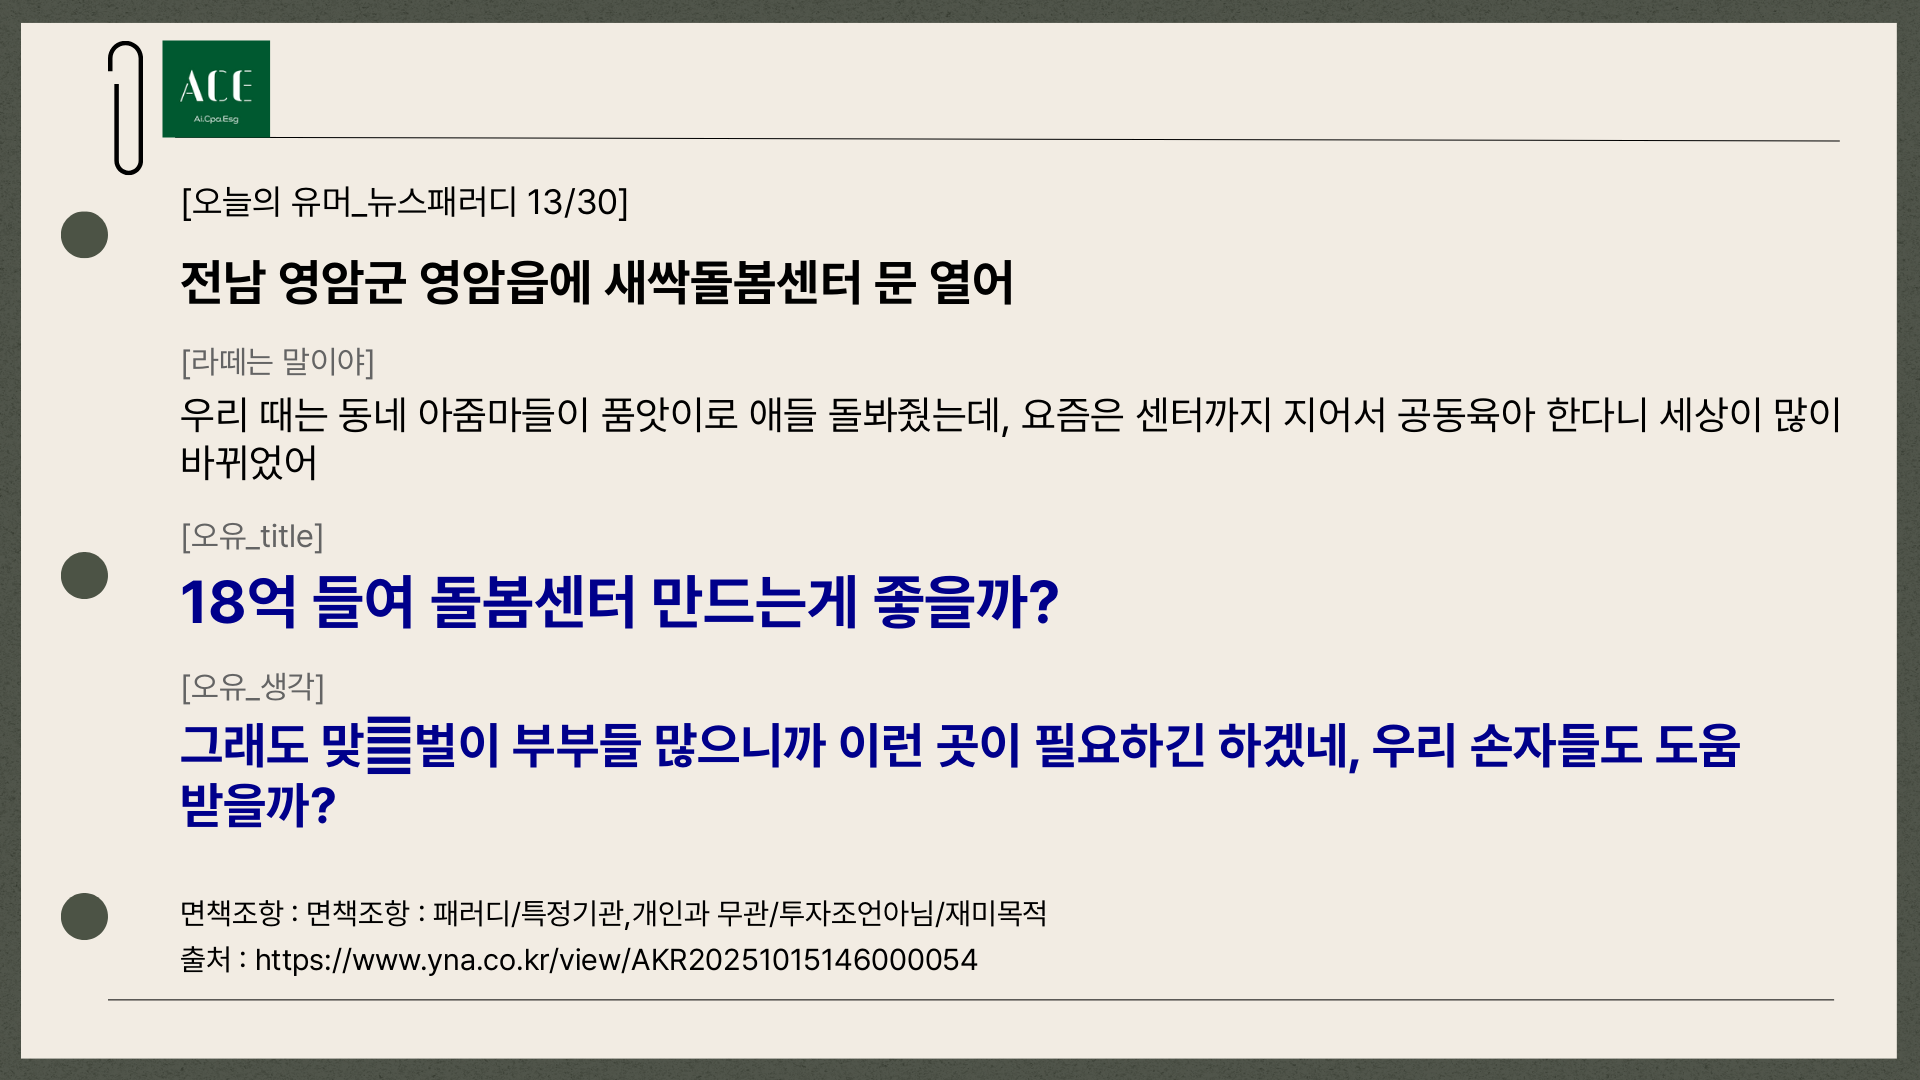 ACE
Ai.Cpa.Esg
[오늘의 유머_뉴스패러디 13/30]
전남 영암군 영암읍에 새싹돌봄센터 문 열어
[라떼는 말이야]
우리 때는 동네 아줌마들이 품앗이로 애들 돌봐줬는데, 요즘은 센터까지 지어서 공동육아 한다니 세상이 많이
바뀌었어
[오유_title]
18억 들여 돌봄센터 만드는게 좋을까?
[오유_생각]
그래도 맞벌이 부부들 많으니까 이런 곳이 필요하긴 하겠네, 우리 손자들도 도움
받을까?
면책조항 : 면책조항 : 패러디/특정기관,개인과 무관/투자조언아님/재미목적
출처 : https://www.yna.co.kr/view/AKR20251015146000054